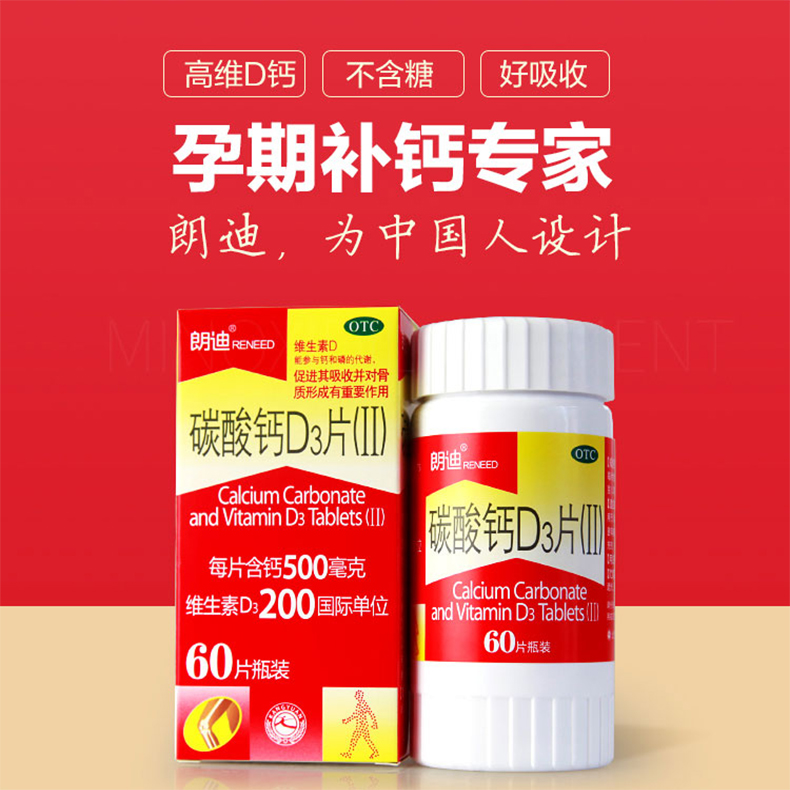 高维D钙 不含糖 好吸收
孕期补钙专家
朗迪，为中国人设计
朗迪® RENEED
OTC
维生素D
能参与钙和磷的代谢，
促进其吸收并对骨
质形成有重要作用
碳酸钙D3片(II)
Calcium Carbonate
and Vitamin D3 Tablets (II)
每片含钙500毫克
维生素D3200国际单位
60片瓶装
KANGYUAN
朗迪® RENEED
OTC
碳酸钙D3片(II)
Calcium Carbonate
and Vitamin D3 Tablets (II)
60片瓶装